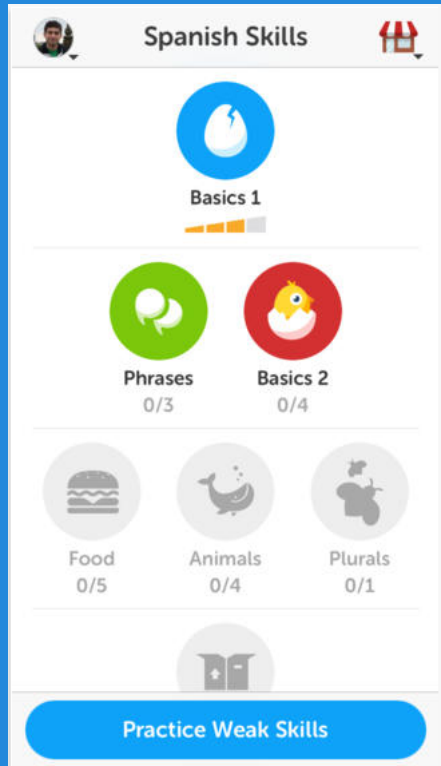 Spanish Skills
Basics 1
Phrases Basics 2
0/3 0/4
Food Animals Plurals
0/5 0/4 0/1
Practice Weak Skills